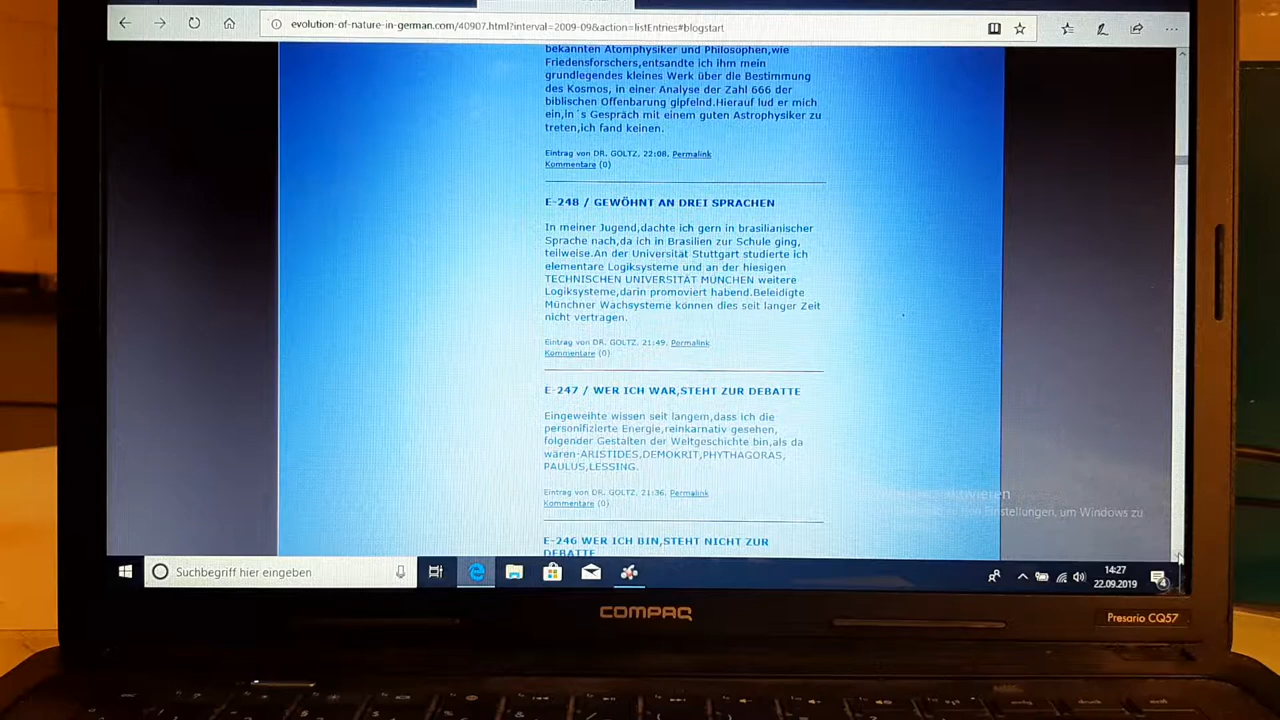 evolution-of-nature-in-german.com/40907.html?interval=2009-09&action=listEntries#blogstart
bekannten Atomphysiker und Philosophen,wie
Friedensforschers,entsandte ich ihm mein
grundlegendes kleines Werk über die Bestimmung
des Kosmos, in einer Analyse der Zahl 666 der
biblischen Offenbarung gipfelnd.Hierauf lud er mich
ein,in´s Gespräch mit einem guten Astrophysiker zu
treten,ich fand keinen.
Eintrag von DR. GOLTZ, 22:08, Permalink
Kommentare (0)
E-248 / GEWÖHNT AN DREI SPRACHEN
In meiner Jugend,dachte ich gern in brasilianischer
Sprache nach,da ich in Brasilien zur Schule ging,
teilweise.An der Universität Stuttgart studierte ich
elementare Logiksysteme und an der hiesigen
TECHNISCHEN UNIVERSITÄT MÜNCHEN weitere
Logiksysteme,darin promoviert habend.Beleidigte
Münchner Wachsysteme können dies seit langer Zeit
nicht vertragen.
Eintrag von DR. GOLTZ, 21:49, Permalink
Kommentare (0)
E-247 / WER ICH WAR,STEHT ZUR DEBATTE
Eingeweihte wissen seit langem,dass ich die
personifizierte Energie,reinkarnativ gesehen,
folgender Gestalten der Weltgeschichte bin,als da
wären-ARISTIDES,DEMOKRIT,PHYTHAGORAS,
PAULUS,LESSING.
Eintrag von DR. GOLTZ, 21:36, Permalink
Kommentare (0)
E-246 WER ICH BIN,STEHT NICHT ZUR
DEBATTE
Einstellungen, um Windows zu
Suchbegriff hier eingeben
14:27
22.09.2019
4
COMPAQ
Presario CQ57